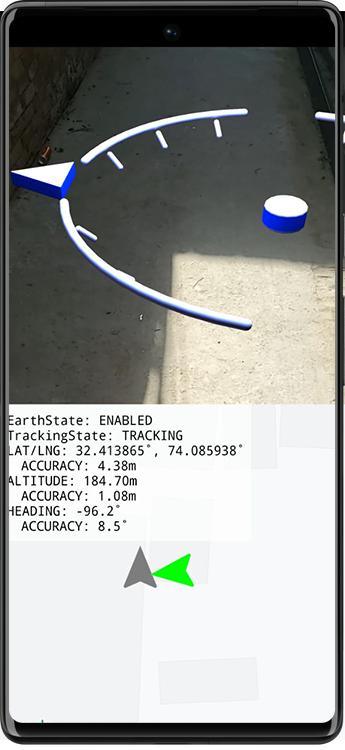 EarthState: ENABLED
TrackingState: TRACKING
LAT/LNG: 32.413865°, 74.085938°
ACCURACY: 4.38m
ALTITUDE: 184.70m
ACCURACY: 1.08m
HEADING: -96.2°
ACCURACY: 8.5°